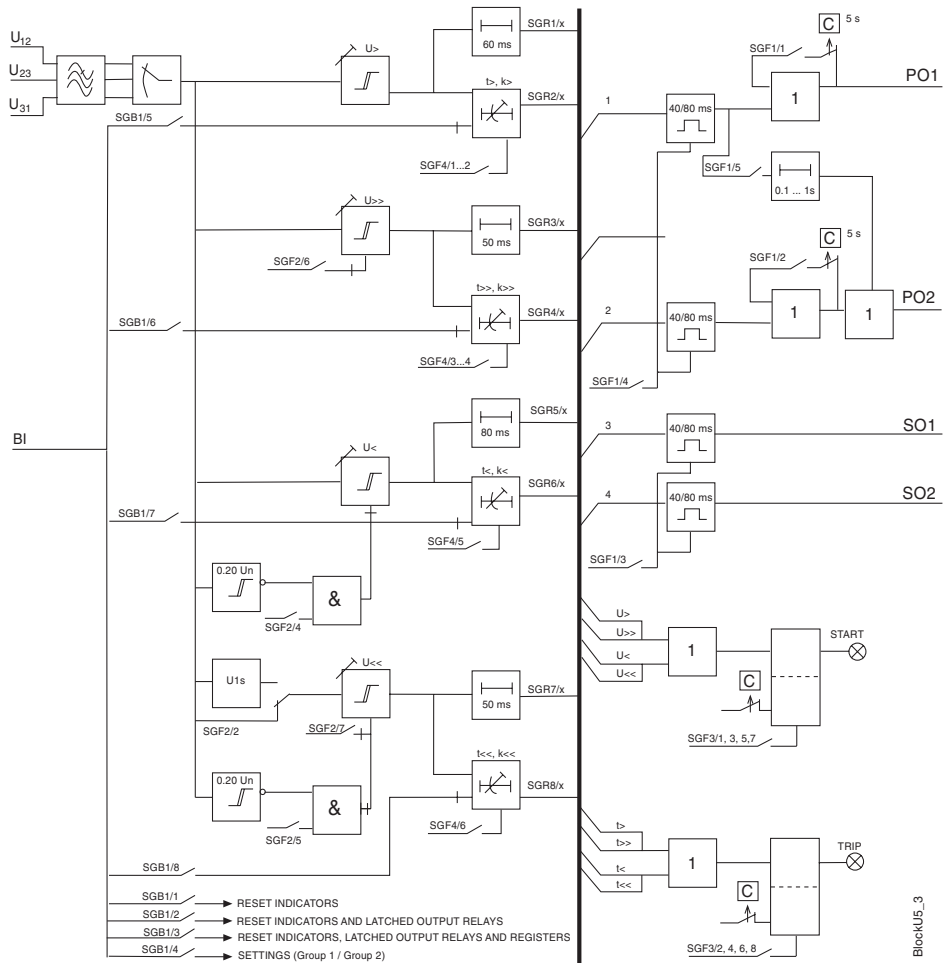 U12
U23
U31
SGB1/5
U>
60 ms
SGR1/x
t>, k>
SGR2/x
SGF4/1...2
U>>
SGF2/6
50 ms
SGR3/x
t>>, k>>
SGR4/x
SGB1/6
SGF4/3...4
BI
U<
80 ms
SGR5/x
t<, k<
SGR6/x
SGB1/7
SGF4/5
0.20 Un
&
SGF2/4
U1s
SGF2/2
U<<
SGF2/7
50 ms
SGR7/x
t<<, k<<
SGR8/x
0.20 Un
&
SGF2/5
SGF4/6
SGB1/8
SGB1/1 RESET INDICATORS
SGB1/2 RESET INDICATORS AND LATCHED OUTPUT RELAYS
SGB1/3 RESET INDICATORS, LATCHED OUTPUT RELAYS AND REGISTERS
SGB1/4 SETTINGS (Group 1 / Group 2)
1
40/80 ms
SGF1/1
C
5 s
1
PO1
SGF1/5
0.1 ... 1s
2
40/80 ms
SGF1/2
C
5 s
1
1
PO2
SGF1/4
3
40/80 ms
SO1
4
40/80 ms
SO2
SGF1/3
U>
U>>
U<
U<<
1
START
C
SGF3/1, 3, 5,7
t>
t>>
t<
t<<
1
TRIP
C
SGF3/2, 4, 6, 8
BlockU5_3